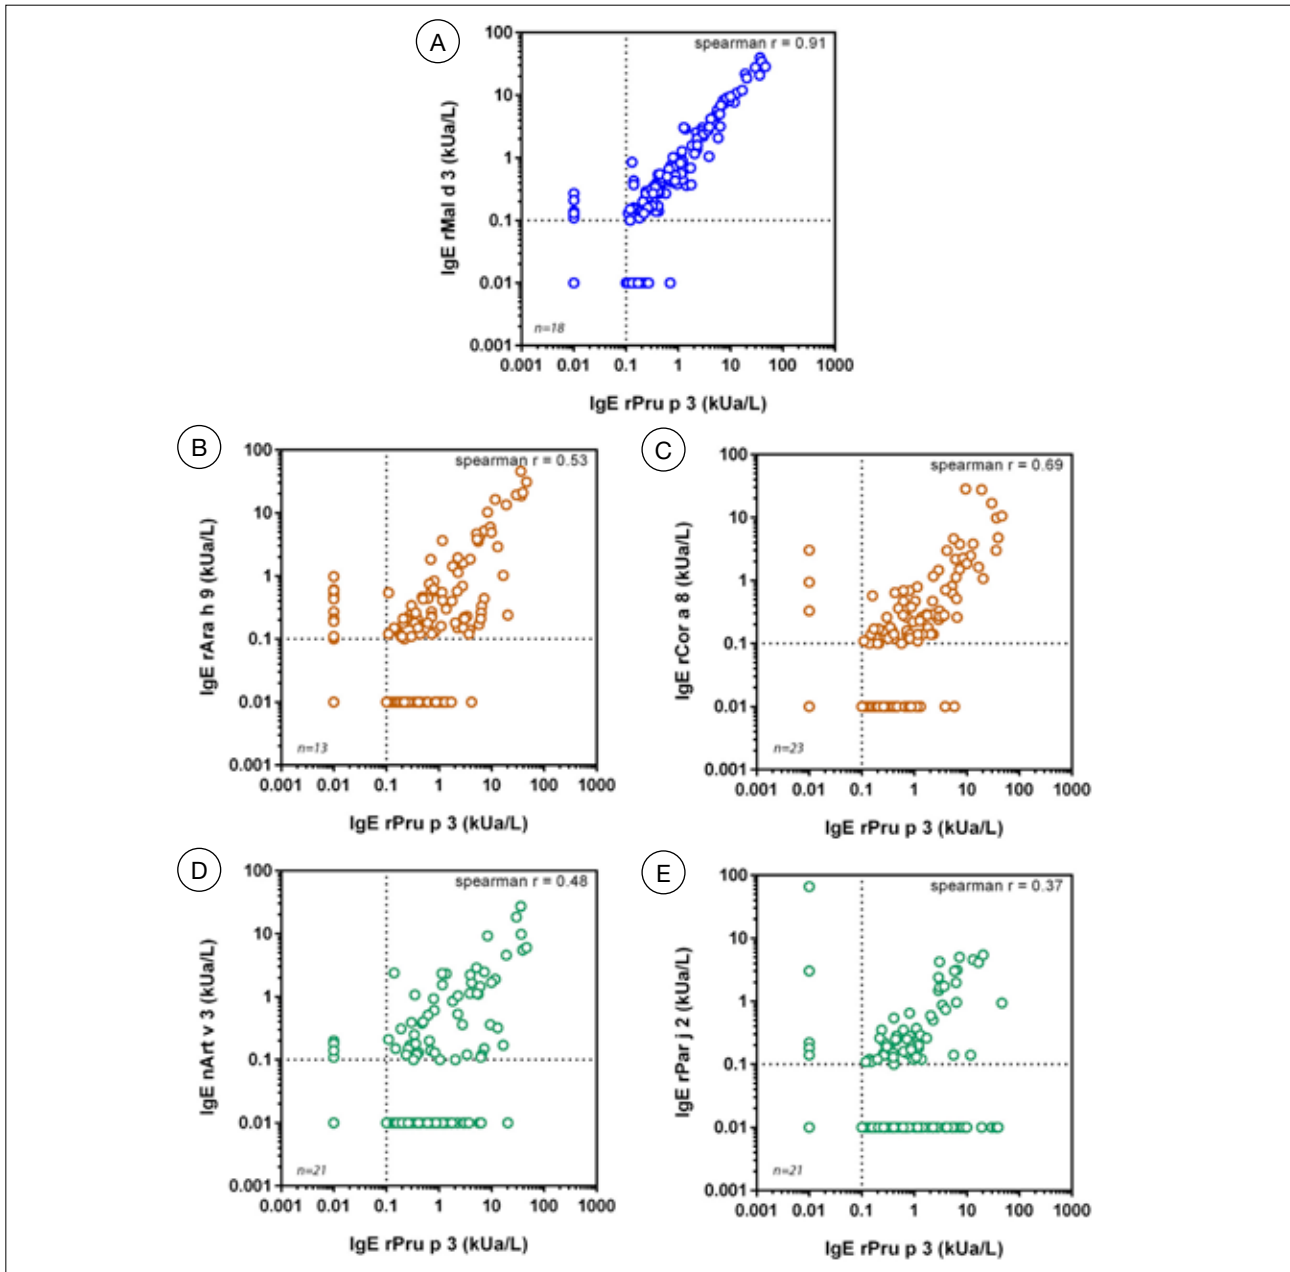 A
spearman r = 0.91
IgE rMal d 3 (kUa/L)
100
10
1
0.1
0.01
0.001
n=18
0.001 0.01 0.1 1 10 100 1000
IgE rPru p 3 (kUa/L)
B
spearman r = 0.53
IgE rAra h 9 (kUa/L)
100
10
1
0.1
0.01
0.001
n=13
0.001 0.01 0.1 1 10 100 1000
IgE rPru p 3 (kUa/L)
C
spearman r = 0.69
IgE rCor a 8 (kUa/L)
100
10
1
0.1
0.01
0.001
n=23
0.001 0.01 0.1 1 10 100 1000
IgE rPru p 3 (kUa/L)
D
spearman r = 0.48
IgE nArt v 3 (kUa/L)
100
10
1
0.1
0.01
0.001
n=21
0.001 0.01 0.1 1 10 100 1000
IgE rPru p 3 (kUa/L)
E
spearman r = 0.37
IgE rPar j 2 (kUa/L)
100
10
1
0.1
0.01
0.001
n=21
0.001 0.01 0.1 1 10 100 1000
IgE rPru p 3 (kUa/L)